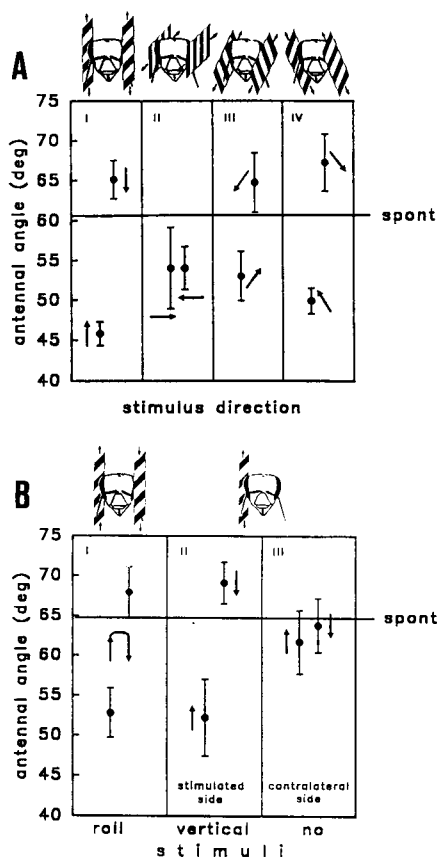 A
75
70
65
60
55
50
45
40
antennal angle (deg)
I
II
III
IV
spont
stimulus direction
B
75
70
65
60
55
50
45
40
antennal angle (deg)
I
II
III
spont
stimulated side
contralateral side
roll
vertical
no
stimuli